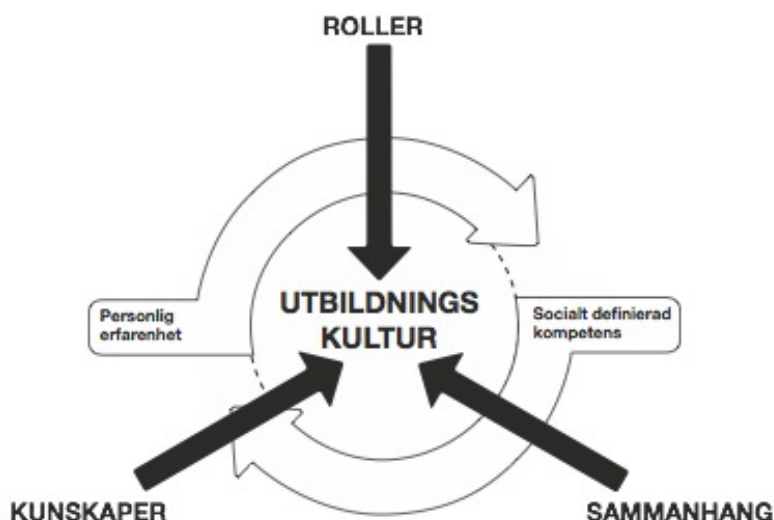 ROLLER
UTBILDNINGS
KULTUR
Personlig
erfarenhet
Socialt definierad
kompetens
KUNSKAPER
SAMMANHANG